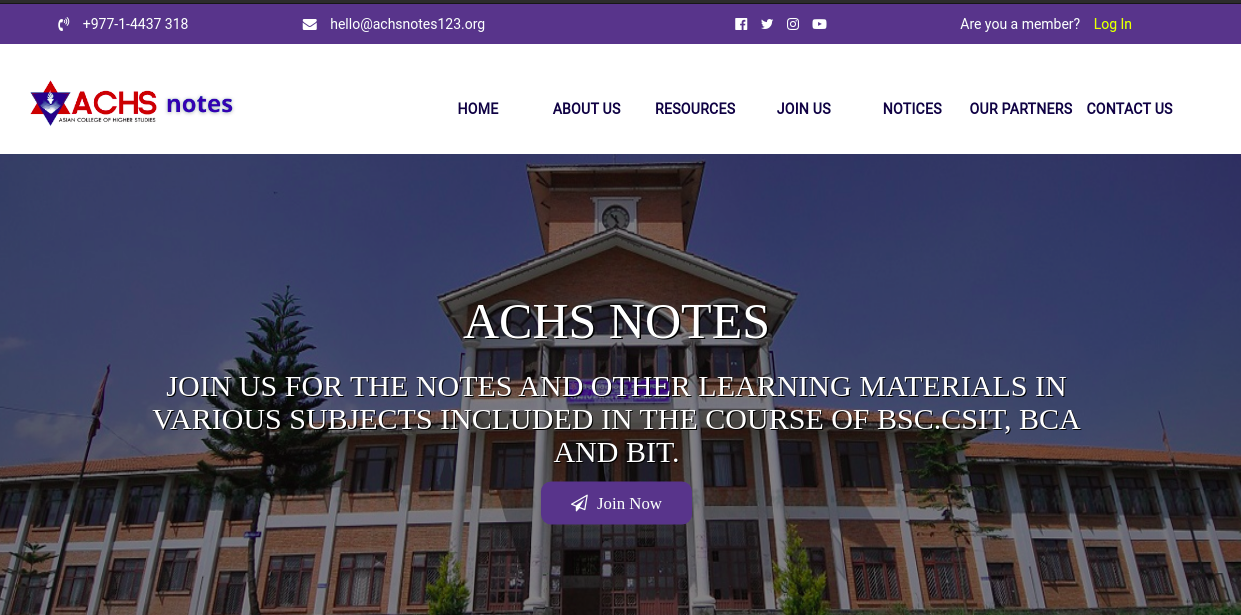 +977-1-4437 318
hello@achsnotes123.org
Are you a member? Log In
ACHS notes
ASIAN COLLEGE OF HIGHER STUDIES
HOME
ABOUT US
RESOURCES
JOIN US
NOTICES
OUR PARTNERS
CONTACT US
ACHS NOTES
JOIN US FOR THE NOTES AND OTHER LEARNING MATERIALS IN
VARIOUS SUBJECTS INCLUDED IN THE COURSE OF BSC.CSIT, BCA
AND BIT.
Join Now